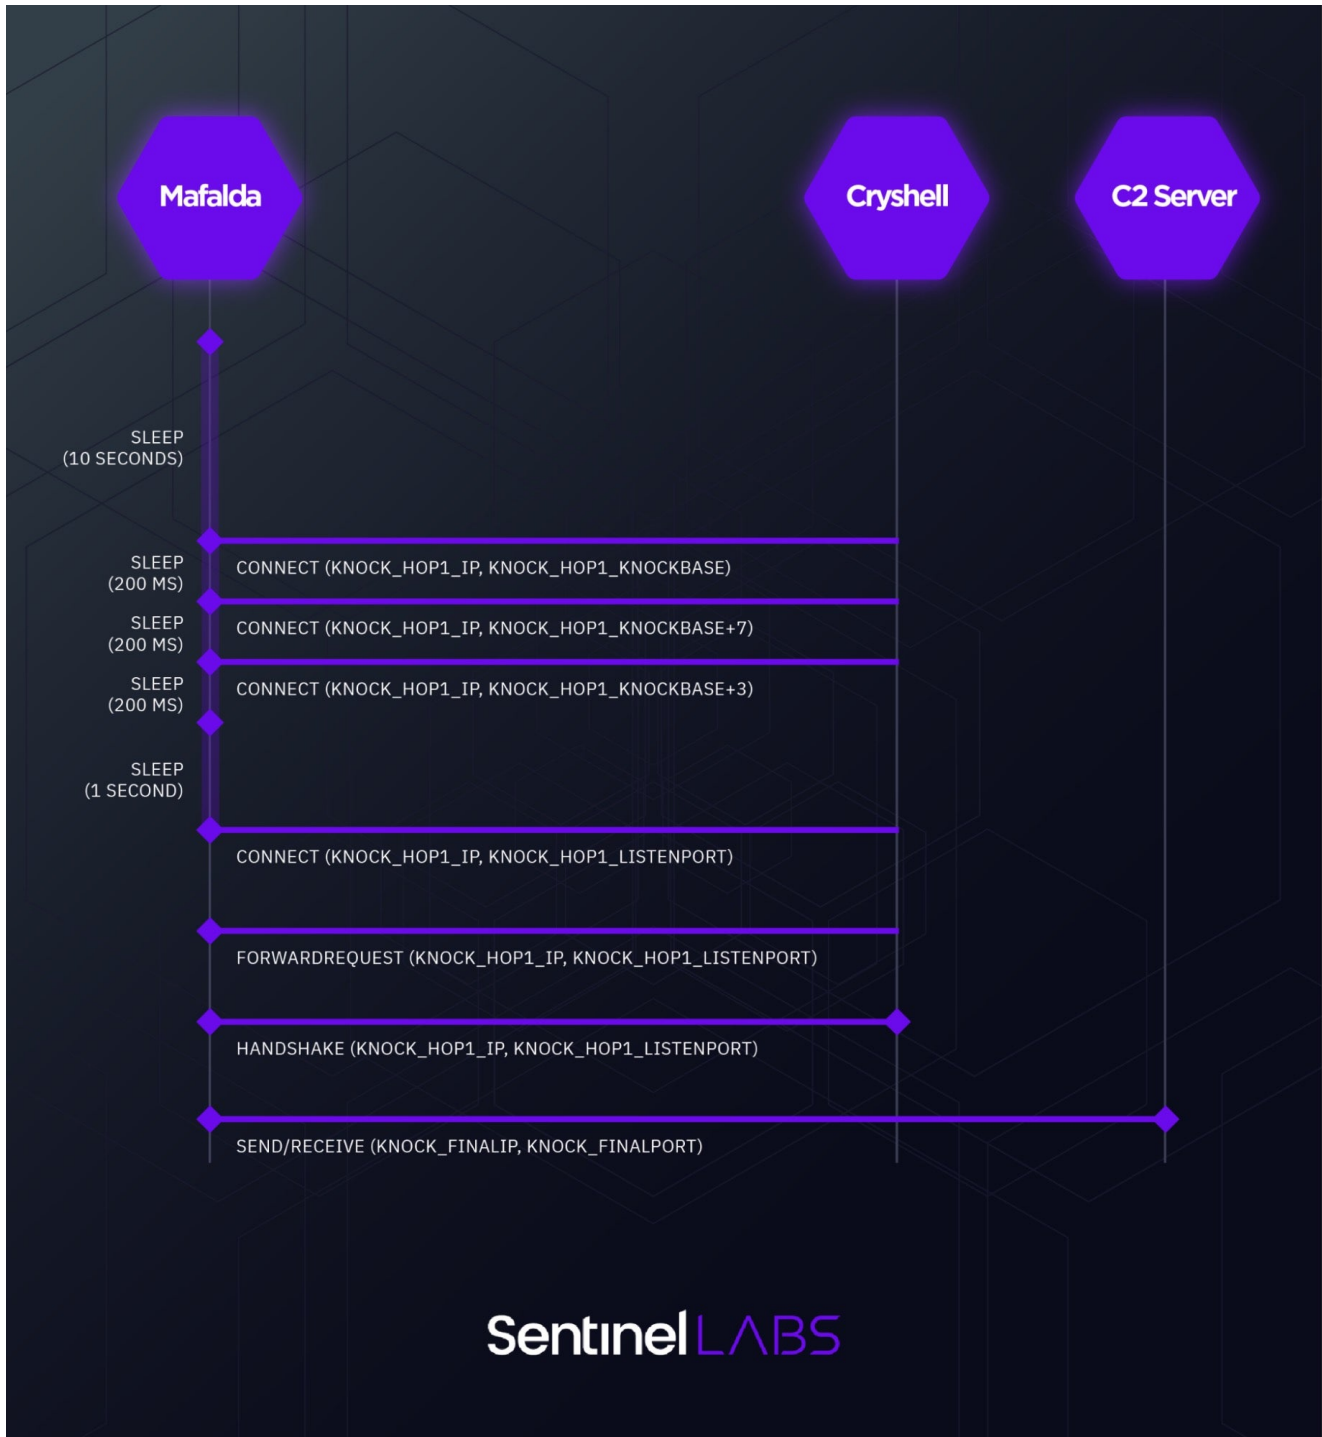 Mafalda
Cryshell
C2 Server
SLEEP
(10 SECONDS)
SLEEP
(200 MS)
CONNECT (KNOCK_HOP1_IP, KNOCK_HOP1_KNOCKBASE)
SLEEP
(200 MS)
CONNECT (KNOCK_HOP1_IP, KNOCK_HOP1_KNOCKBASE+7)
SLEEP
(200 MS)
CONNECT (KNOCK_HOP1_IP, KNOCK_HOP1_KNOCKBASE+3)
SLEEP
(1 SECOND)
CONNECT (KNOCK_HOP1_IP, KNOCK_HOP1_LISTENPORT)
FORWARDREQUEST (KNOCK_HOP1_IP, KNOCK_HOP1_LISTENPORT)
HANDSHAKE (KNOCK_HOP1_IP, KNOCK_HOP1_LISTENPORT)
SEND/RECEIVE (KNOCK_FINALIP, KNOCK_FINALPORT)
Sentinel LABS